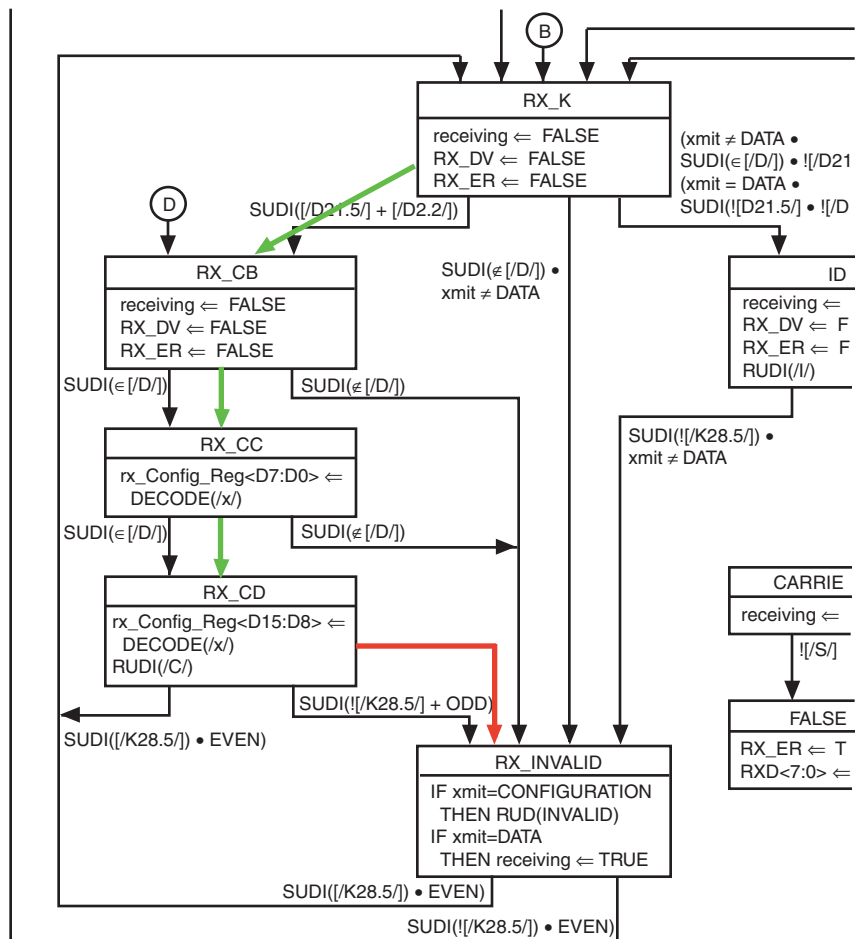 B
RX_K
receiving ⇐ FALSE
RX_DV ⇐ FALSE
RX_ER ⇐ FALSE
(xmit ≠ DATA •
SUDI(∈[/D/]) • ![/D21
(xmit = DATA •
SUDI(![D21.5/] • ![/D
D
SUDI([/D21.5/] + [/D2.2/])
SUDI(∉[/D/]) •
xmit ≠ DATA
RX_CB
receiving ⇐ FALSE
RX_DV ⇐ FALSE
RX_ER ⇐ FALSE
ID
receiving ⇐
RX_DV ⇐ F
RX_ER ⇐ F
RUDI(/I/)
SUDI(∈[/D/])
SUDI(∉[/D/])
SUDI(![/K28.5/]) •
xmit ≠ DATA
RX_CC
rx_Config_Reg<D7:D0> ⇐
DECODE(/x/)
SUDI(∈[/D/])
SUDI(∉[/D/])
RX_CD
rx_Config_Reg<D15:D8> ⇐
DECODE(/x/)
RUDI(/C/)
CARRIE
receiving ⇐
![/S/]
SUDI(![/K28.5/] + ODD)
SUDI([/K28.5/]) • EVEN)
FALSE
RX_ER ⇐ T
RXD<7:0> ⇐
RX_INVALID
IF xmit=CONFIGURATION
THEN RUD(INVALID)
IF xmit=DATA
THEN receiving ⇐ TRUE
SUDI([/K28.5/]) • EVEN)
SUDI(![/K28.5/]) • EVEN)